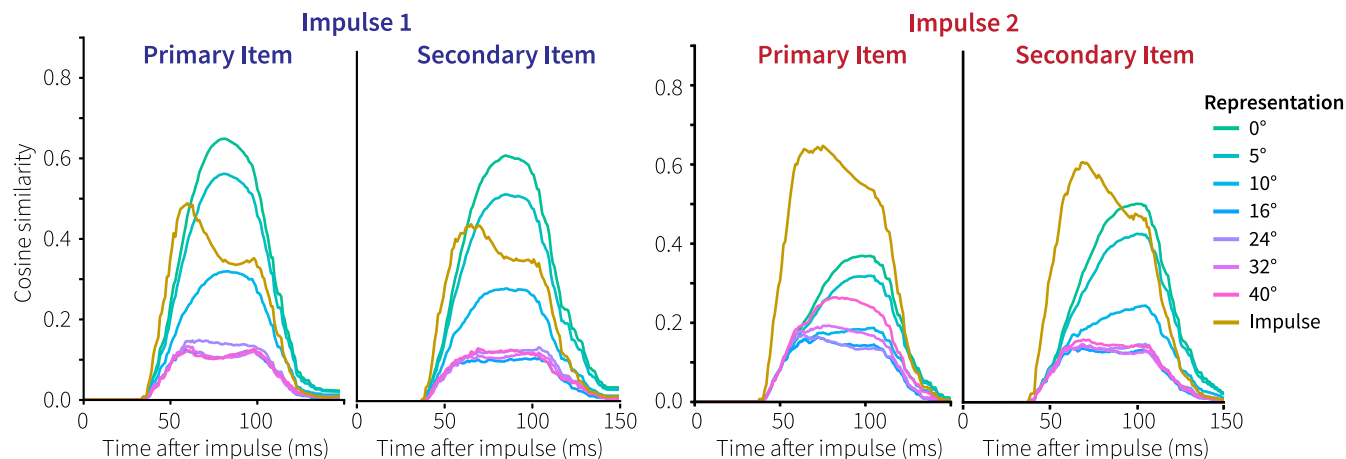 Impulse 1
Impulse 2
Primary Item
Secondary Item
Primary Item
Secondary Item
Cosine similarity
0.8
0.6
0.4
0.2
0.0
0.8
0.6
0.4
0.2
0.0
0 50 100
0 50 100 150
0 50 100
0 50 100 150
Time after impulse (ms)
Time after impulse (ms)
Time after impulse (ms)
Time after impulse (ms)
Representation
0°
5°
10°
16°
24°
32°
40°
Impulse